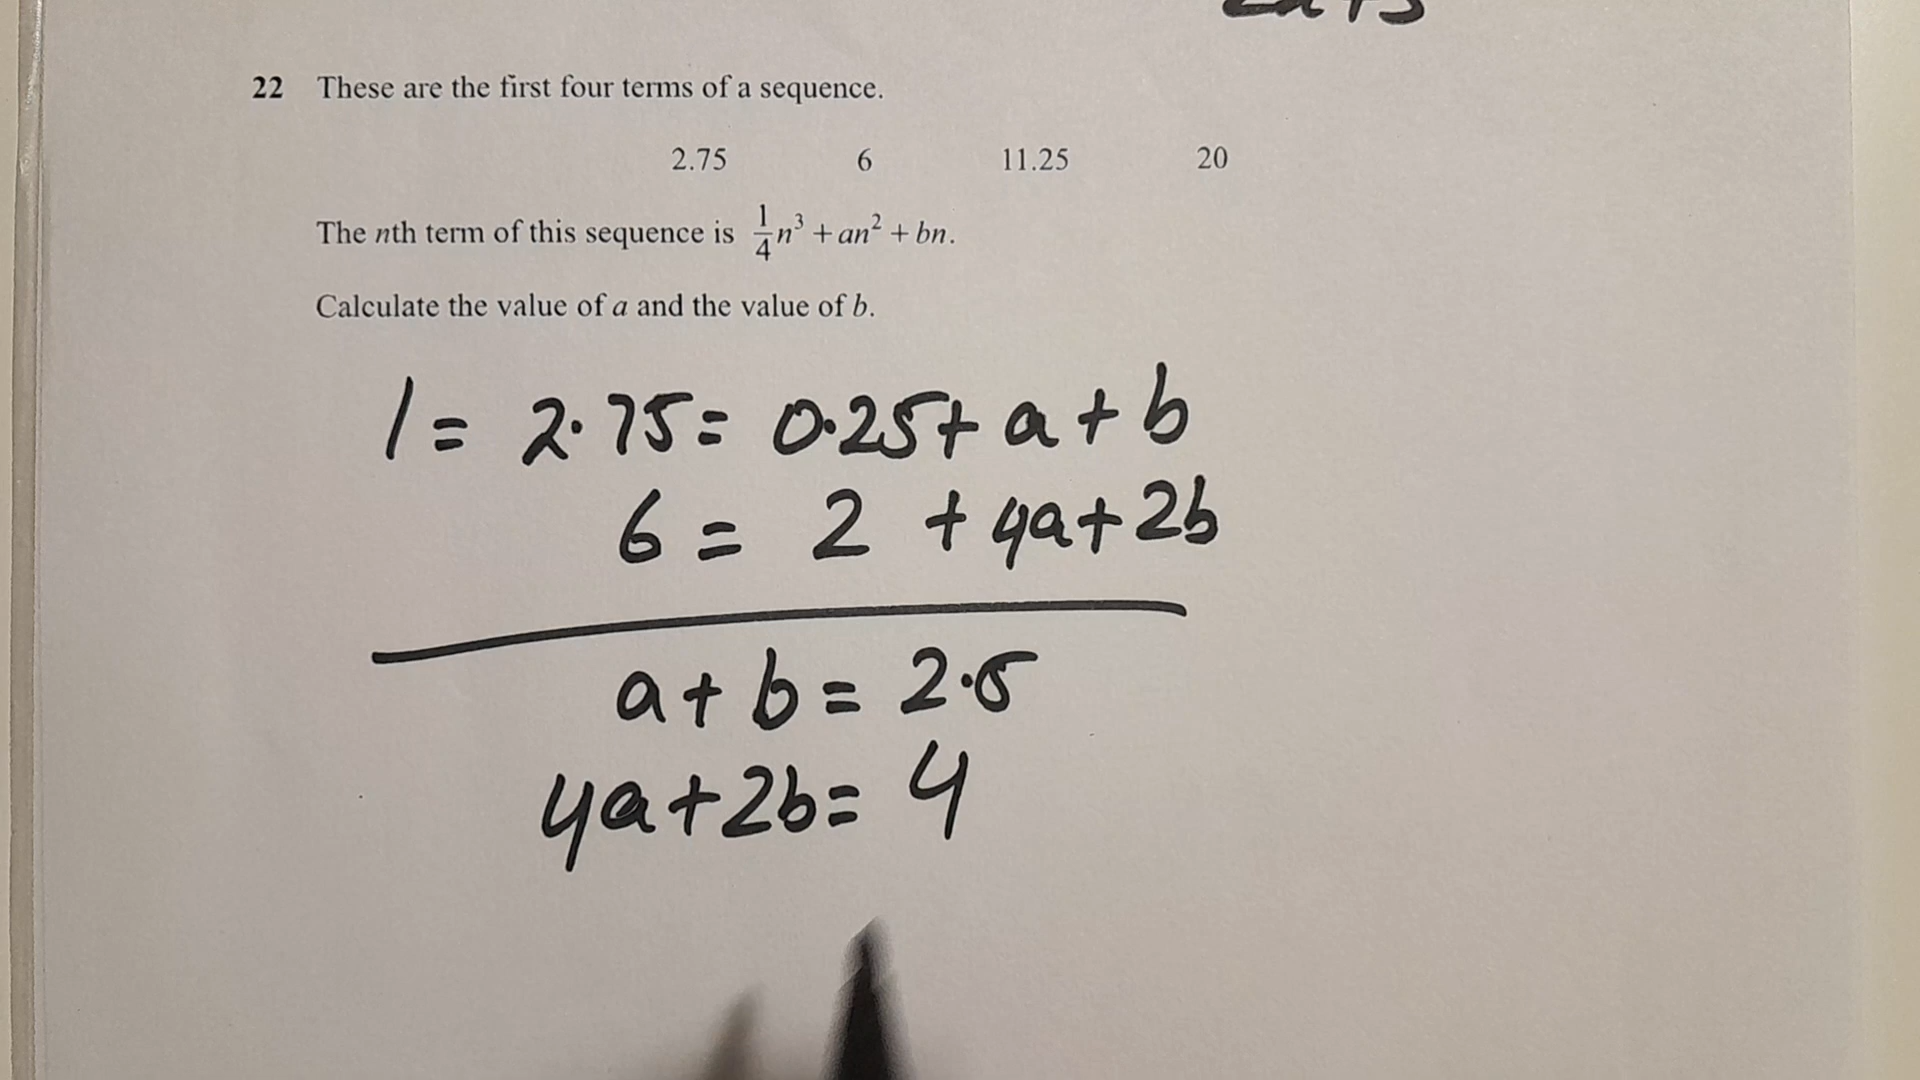 22 These are the first four terms of a sequence.
2.75 6 11.25 20
The nth term of this sequence is 1/4 n³ + an² + bn.
Calculate the value of a and the value of b.
1 = 2.75 = 0.25 + a + b
6 = 2 + 4a + 2b
a + b = 2.5
4a + 2b = 4